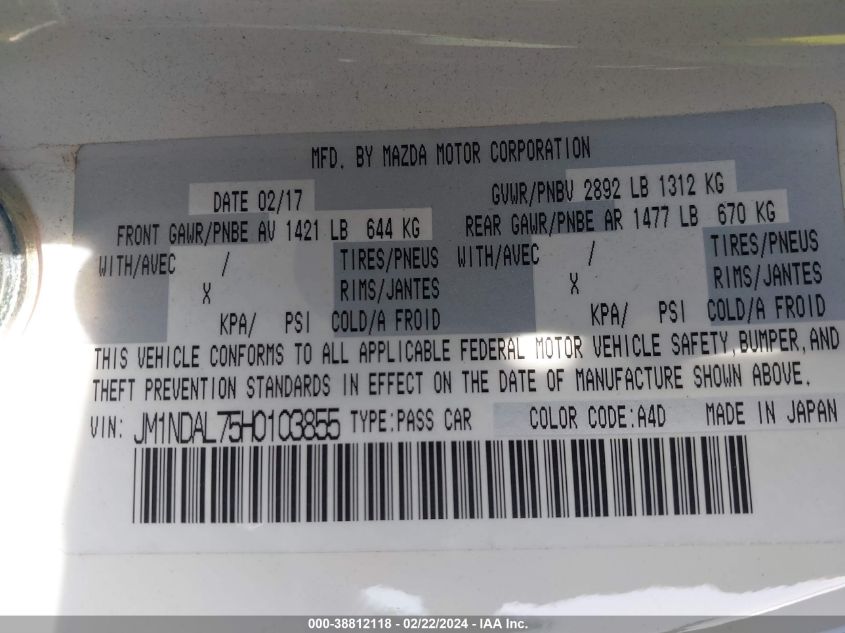 MFD. BY MAZDA MOTOR CORPORATION
DATE 02/17 GVWR/PNBV 2892 LB 1312 KG
FRONT GAWR/PNBE AV 1421 LB 644 KG REAR GAWR/PNBE AR 1477 LB 670 KG
WITH/AVEC / TIRES/PNEUS WITH/AVEC / TIRES/PNEUS
X RIMS/JANTES X RIMS/JANTES
KPA/ PSI COLD/A FROID KPA/ PSI COLD/A FROID
THIS VEHICLE CONFORMS TO ALL APPLICABLE FEDERAL MOTOR VEHICLE SAFETY,BUMPER,AND
THEFT PREVENTION STANDARDS IN EFFECT ON THE DATE OF MANUFACTURE SHOWN ABOVE.
VIN: JM1NDAL75H0103855 TYPE:PASS CAR COLOR CODE:A4D MADE IN JAPAN
000-38812118 - 02/22/2024 - IAA Inc.